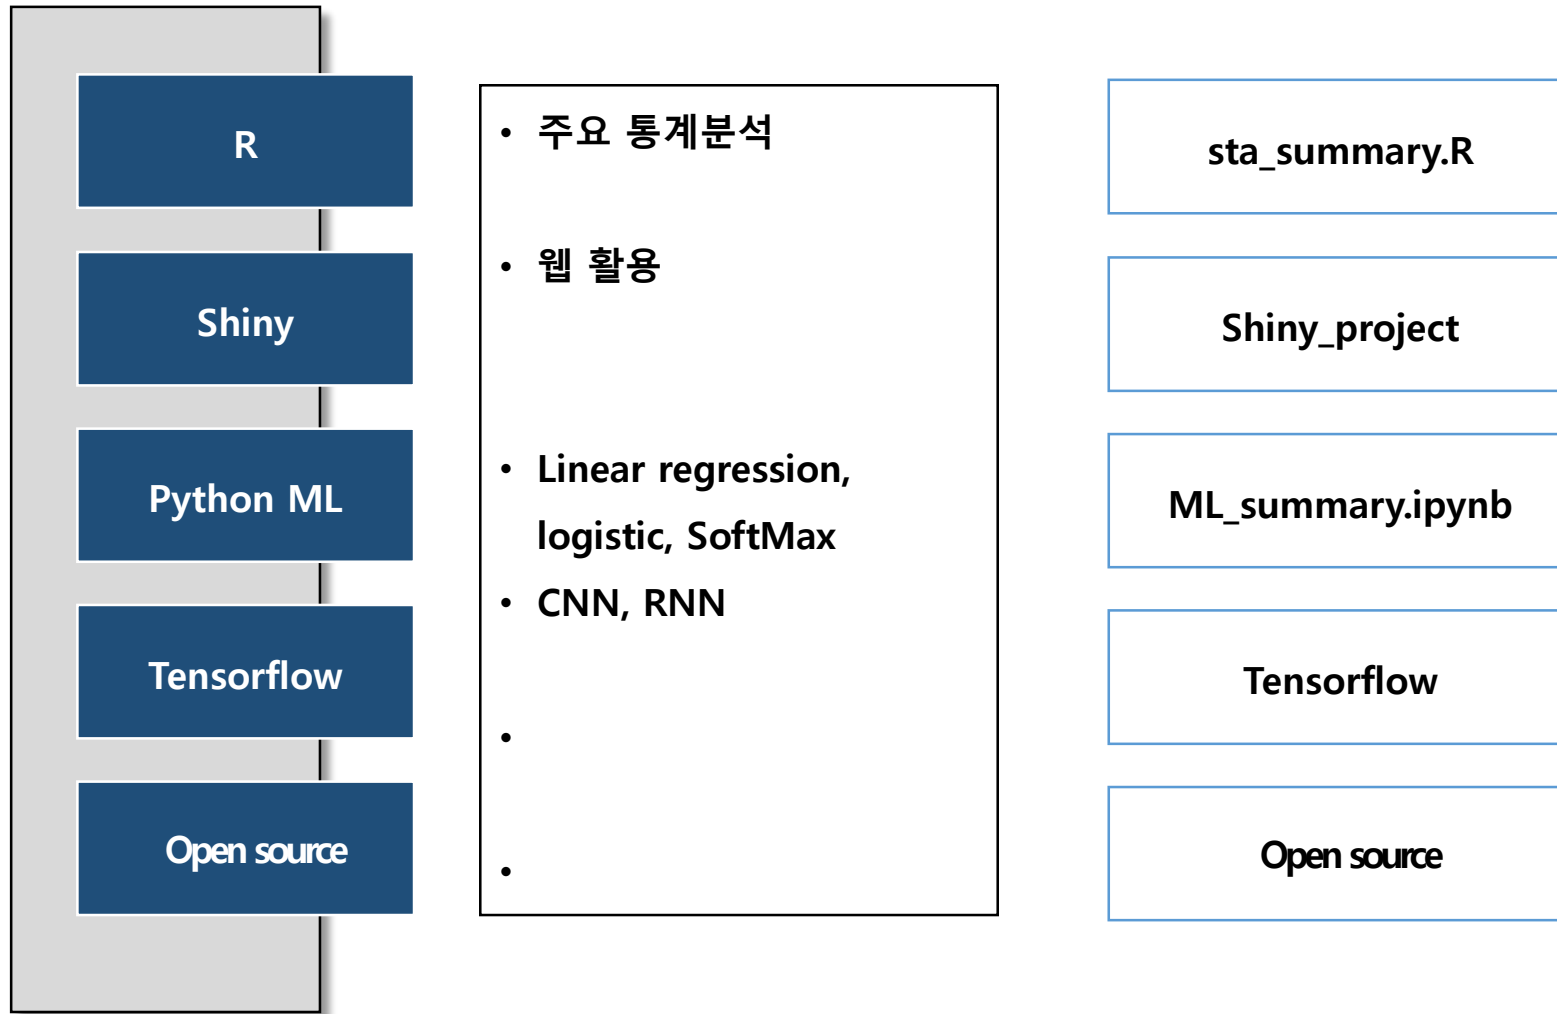 R
Shiny
Python ML
Tensorflow
Open source
• 주요 통계분석
• 웹 활용
• Linear regression,
logistic, SoftMax
• CNN, RNN
•
•
sta_summary.R
Shiny_project
ML_summary.ipynb
Tensorflow
Open source